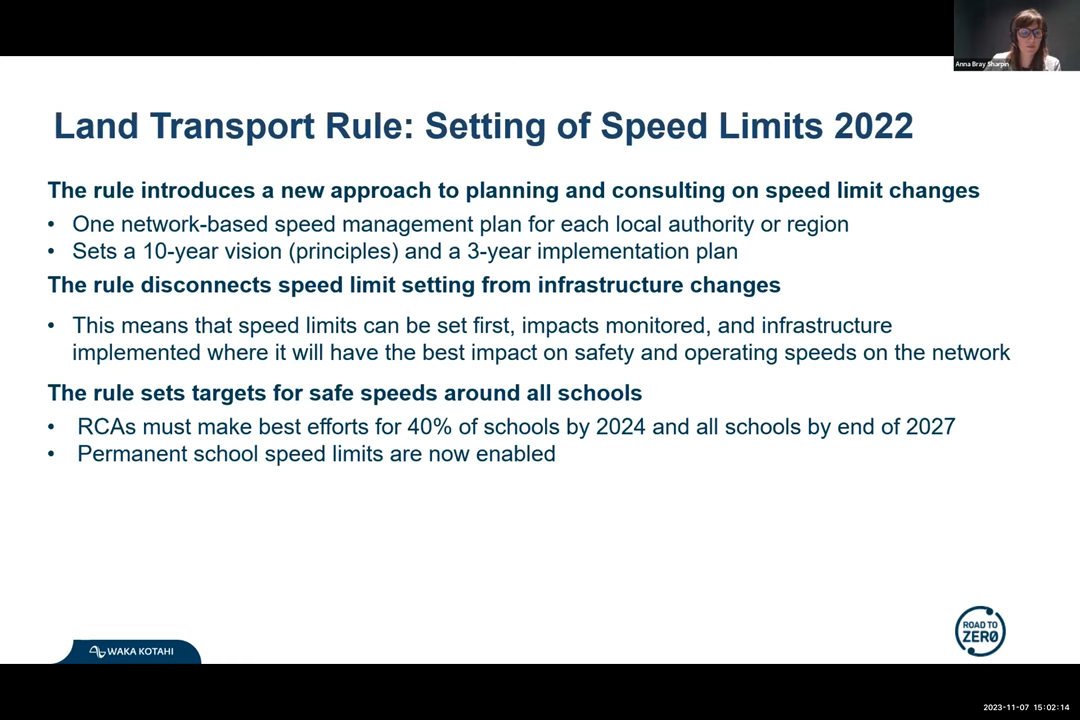 Anna Bray Sharpin
Land Transport Rule: Setting of Speed Limits 2022
The rule introduces a new approach to planning and consulting on speed limit changes
• One network-based speed management plan for each local authority or region
• Sets a 10-year vision (principles) and a 3-year implementation plan
The rule disconnects speed limit setting from infrastructure changes
• This means that speed limits can be set first, impacts monitored, and infrastructure
implemented where it will have the best impact on safety and operating speeds on the network
The rule sets targets for safe speeds around all schools
• RCAs must make best efforts for 40% of schools by 2024 and all schools by end of 2027
• Permanent school speed limits are now enabled
ROAD TO
ZERO
WAKA KOTAHI
2023-11-07 15:02:14